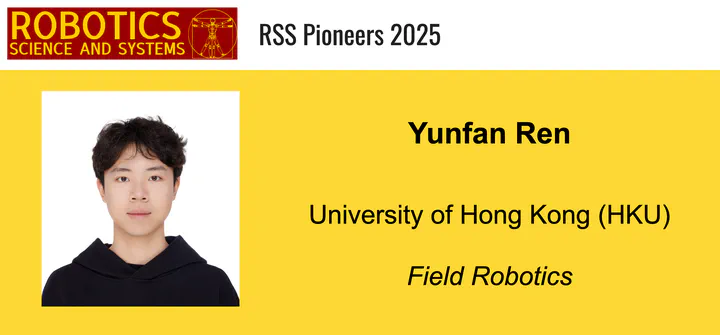 ROBOTICS
SCIENCE AND SYSTEMS
RSS Pioneers 2025
Yunfan Ren
University of Hong Kong (HKU)
Field Robotics